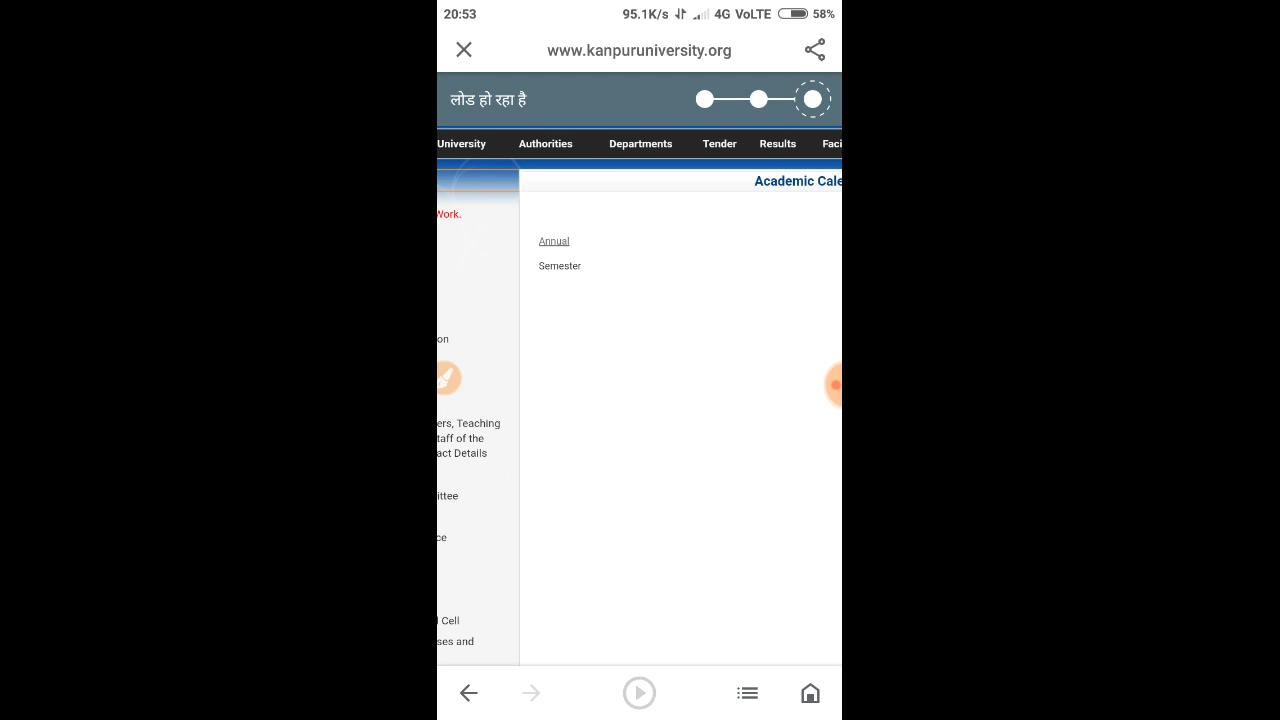 20:53 95.1K/s 4G VoLTE 58%
www.kanpuruniversity.org
लोड हो रहा है
University Authorities Departments Tender Results Faci
Academic Cale
Work.
Annual
Semester
on
ers, Teaching
taff of the
act Details
ittee
ce
l Cell
ses and